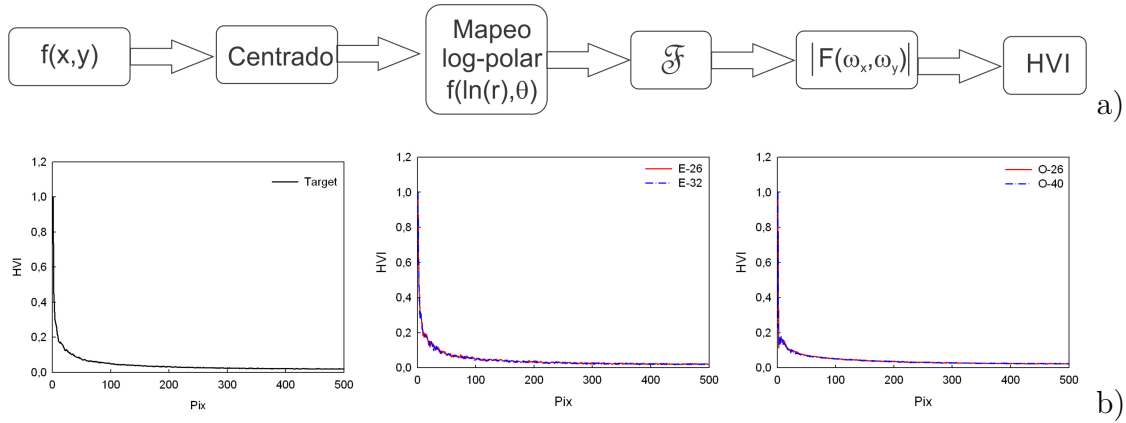 f(x,y)
Centrado
Mapeo
log-polar
f(ln(r),θ)
ℱ
|F(ωx,ωy)|
HVI
a)
1,2
1,0
0,8
0,6
0,4
0,2
0,0
HVI
Target
0 100 200 300 400 500
Pix
1,2
1,0
0,8
0,6
0,4
0,2
0,0
HVI
E-26
E-32
0 100 200 300 400 500
Pix
1,2
1,0
0,8
0,6
0,4
0,2
0,0
HVI
O-26
O-40
0 100 200 300 400 500
Pix
b)